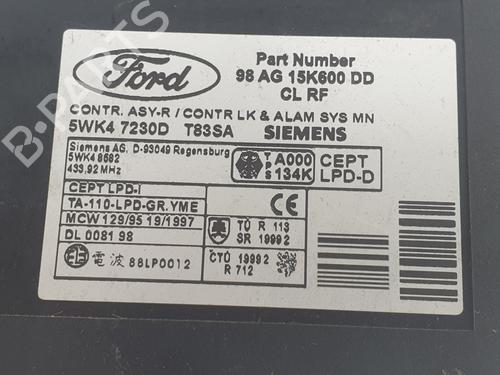 Ford
Part Number
98 AG 15K600 DD
CL RF
CONTR. ASY-R / CONTR LK & ALAM SYS MN
5WK4 7230D T83SA SIEMENS
Siemens AG, D-93049 Regensburg
5WK4 8682
433,92 MHz
TPS A000
134K
CEPT
LPD-D
CEPT LPD-I
TA-110-LPD-GR.YME
MCW 129/95 19/1997
DL 0081 98
CE
TÚ R 113
SR 1999 2
電波 88LP0012
ČTÚ 1999 2
R 712
B-PARTS